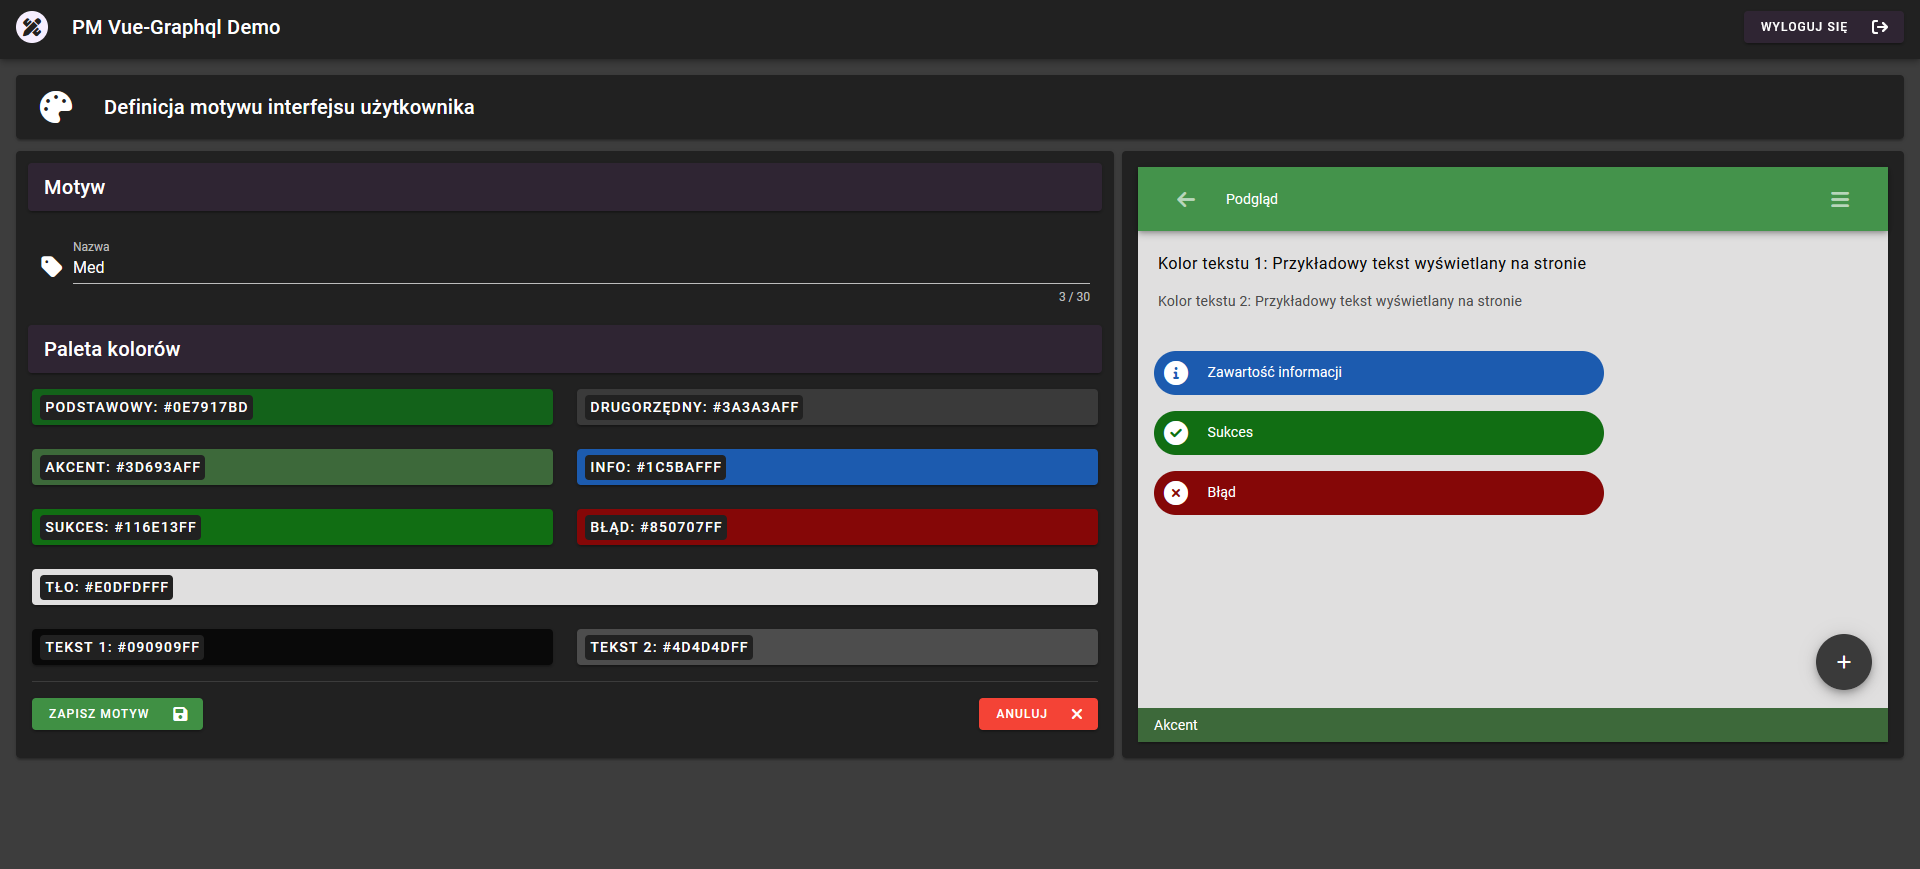 PM Vue-Graphql Demo
WYLOGUJ SIĘ
Definicja motywu interfejsu użytkownika
Motyw
Nazwa
Med
3 / 30
Paleta kolorów
PODSTAWOWY: #0E7917BD
DRUGORZĘDNY: #3A3A3AFF
AKCENT: #3D693AFF
INFO: #1C5BAFFF
SUKCES: #116E13FF
BŁĄD: #850707FF
TŁO: #E0DFDFFF
TEKST 1: #090909FF
TEKST 2: #4D4D4DFF
ZAPISZ MOTYW
ANULUJ
Podgląd
Kolor tekstu 1: Przykładowy tekst wyświetlany na stronie
Kolor tekstu 2: Przykładowy tekst wyświetlany na stronie
Zawartość informacji
Sukces
Błąd
Akcent